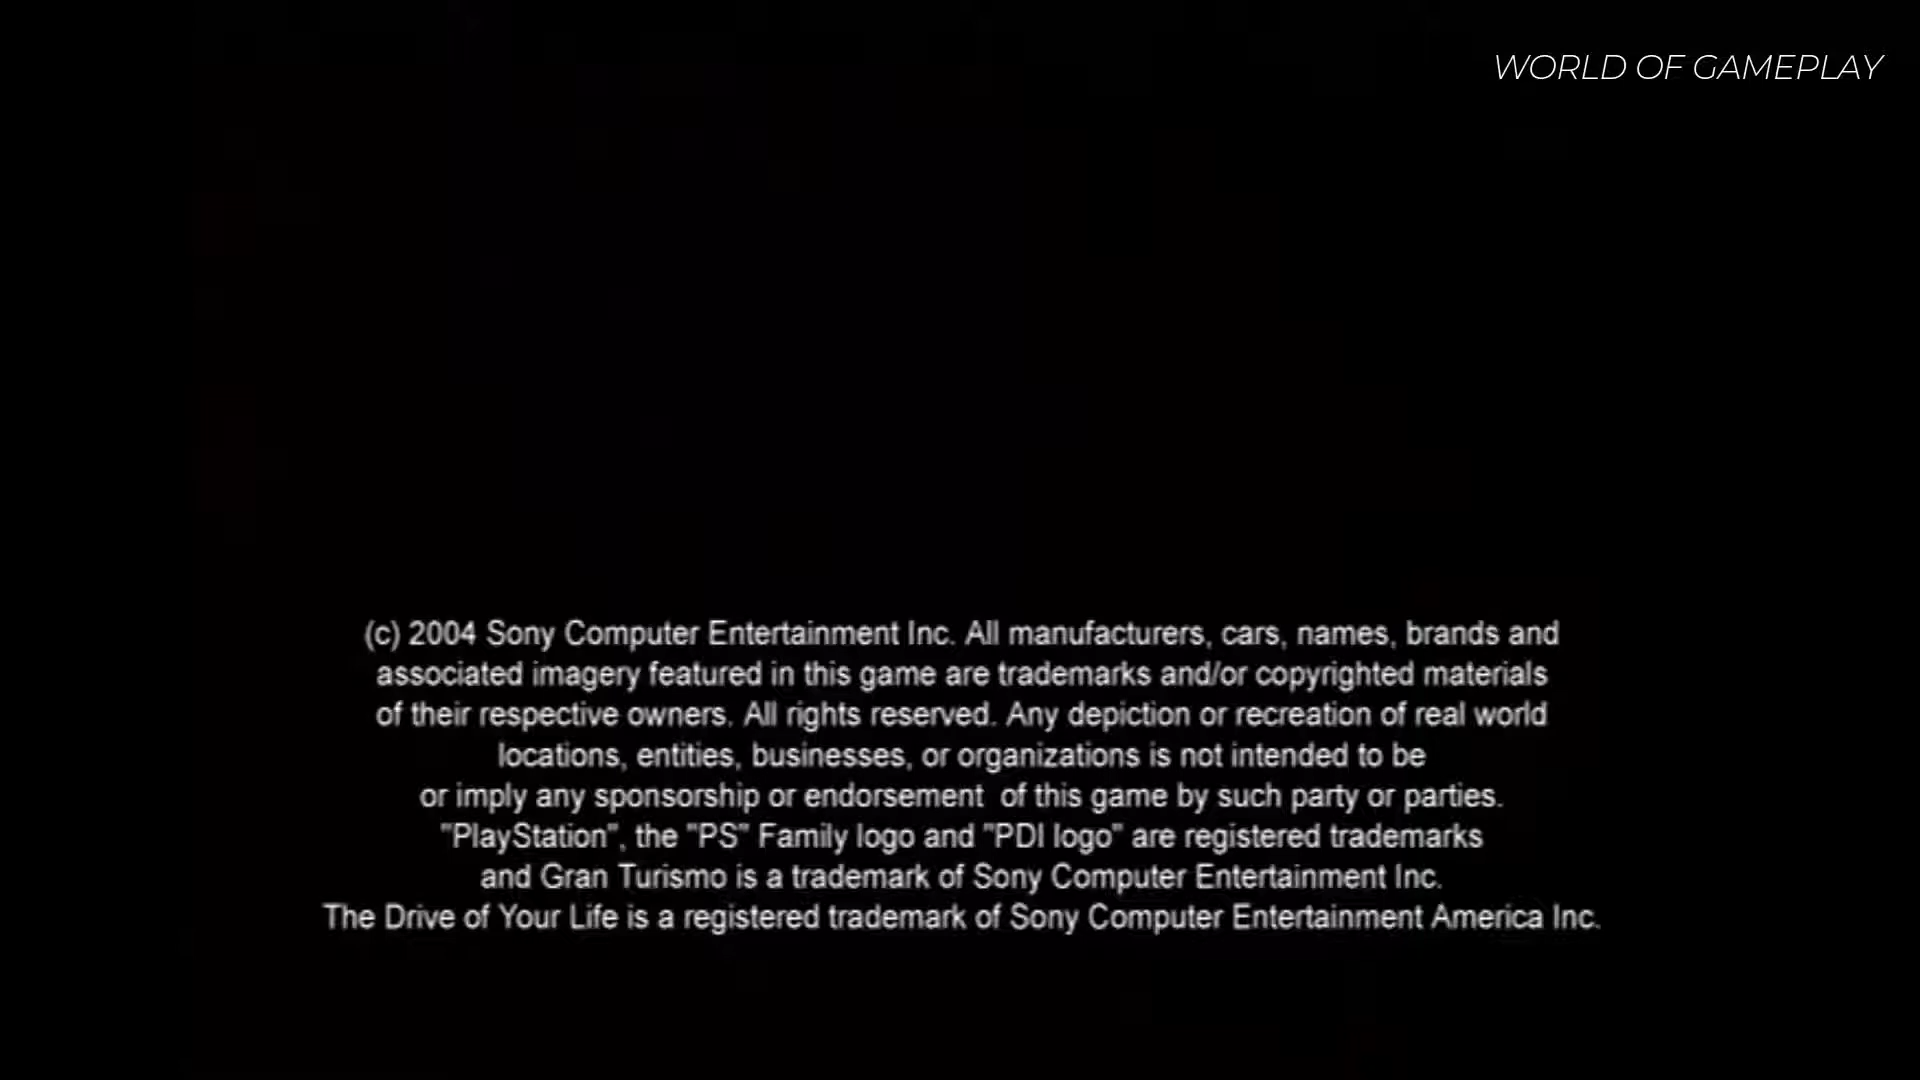 WORLD OF GAMEPLAY
(c) 2004 Sony Computer Entertainment Inc. All manufacturers, cars, names, brands and
associated imagery featured in this game are trademarks and/or copyrighted materials
of their respective owners. All rights reserved. Any depiction or recreation of real world
locations, entities, businesses, or organizations is not intended to be
or imply any sponsorship or endorsement  of this game by such party or parties.
"PlayStation", the "PS" Family logo and "PDI logo" are registered trademarks
and Gran Turismo is a trademark of Sony Computer Entertainment Inc.
The Drive of Your Life is a registered trademark of Sony Computer Entertainment America Inc.